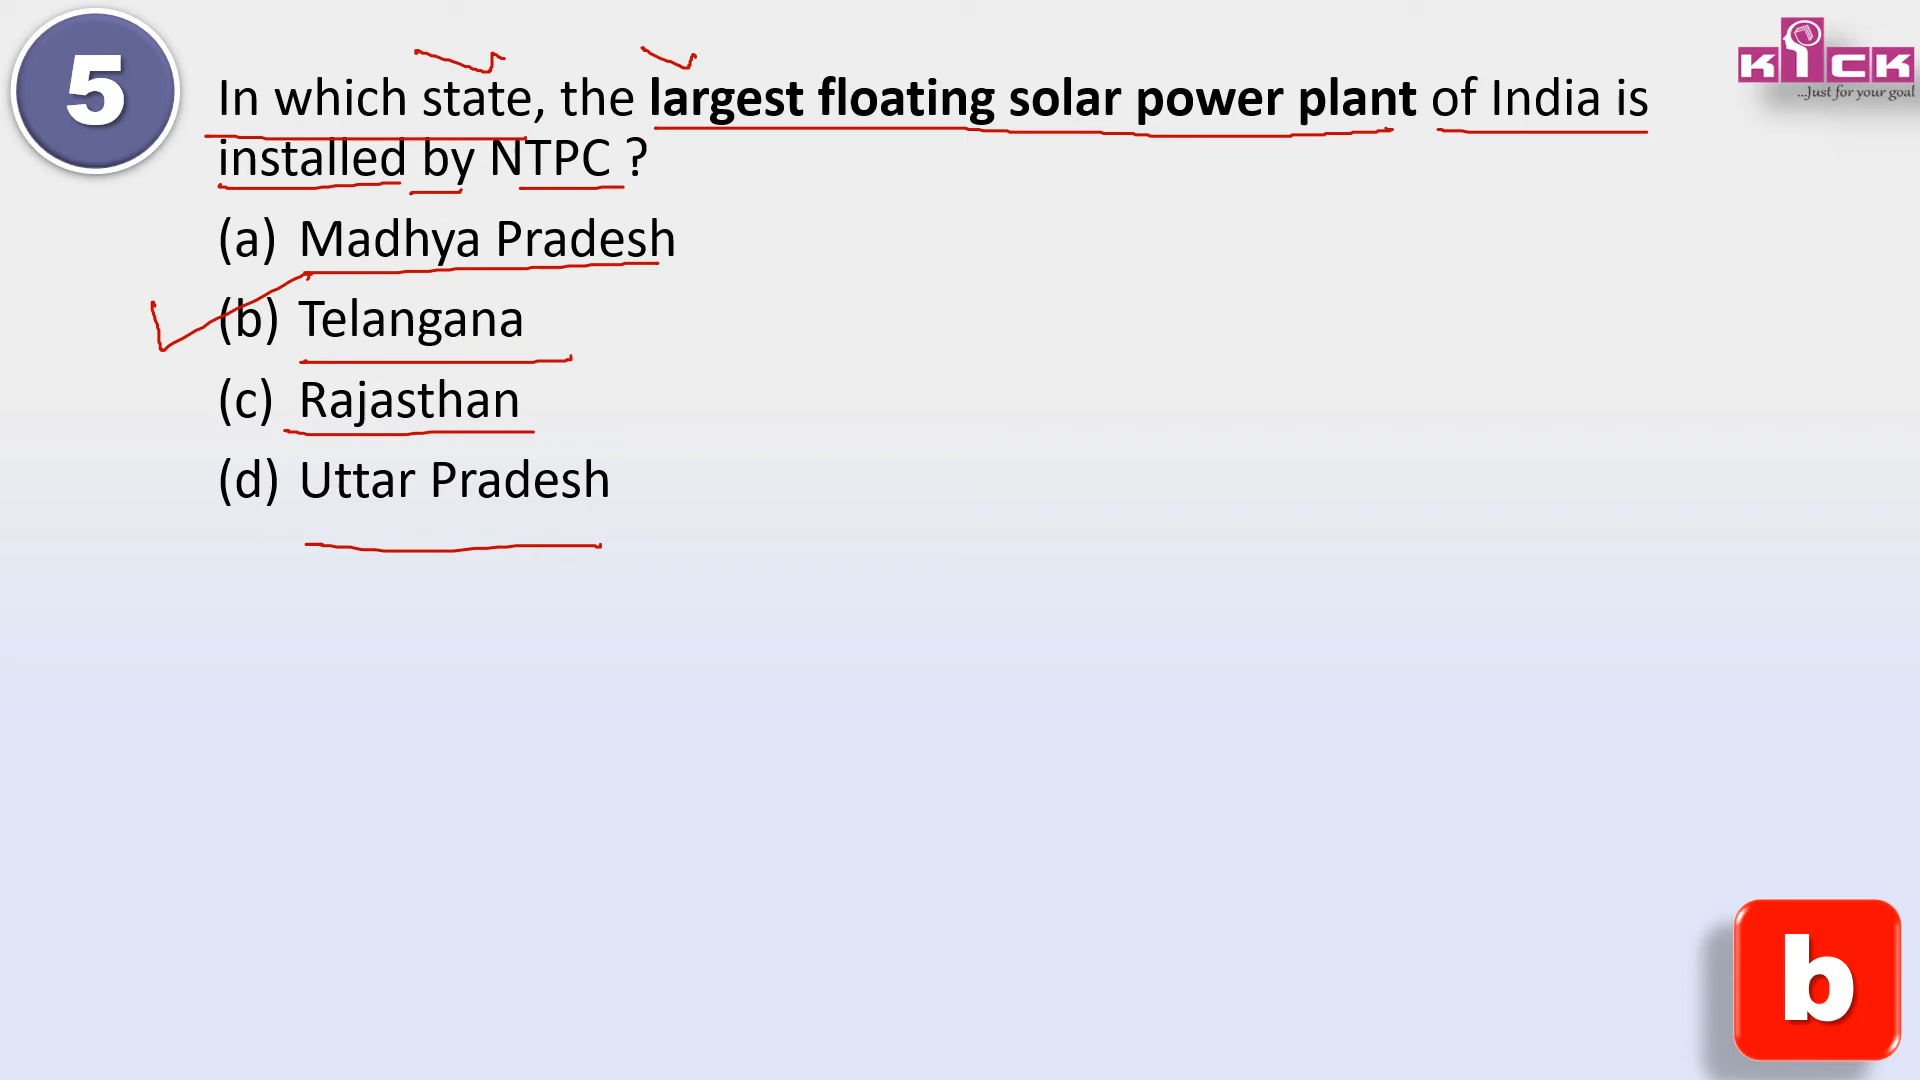 5
KICK
...Just for your goal
In which state, the largest floating solar power plant of India is
installed by NTPC ?
(a) Madhya Pradesh
(b) Telangana
(c) Rajasthan
(d) Uttar Pradesh
b